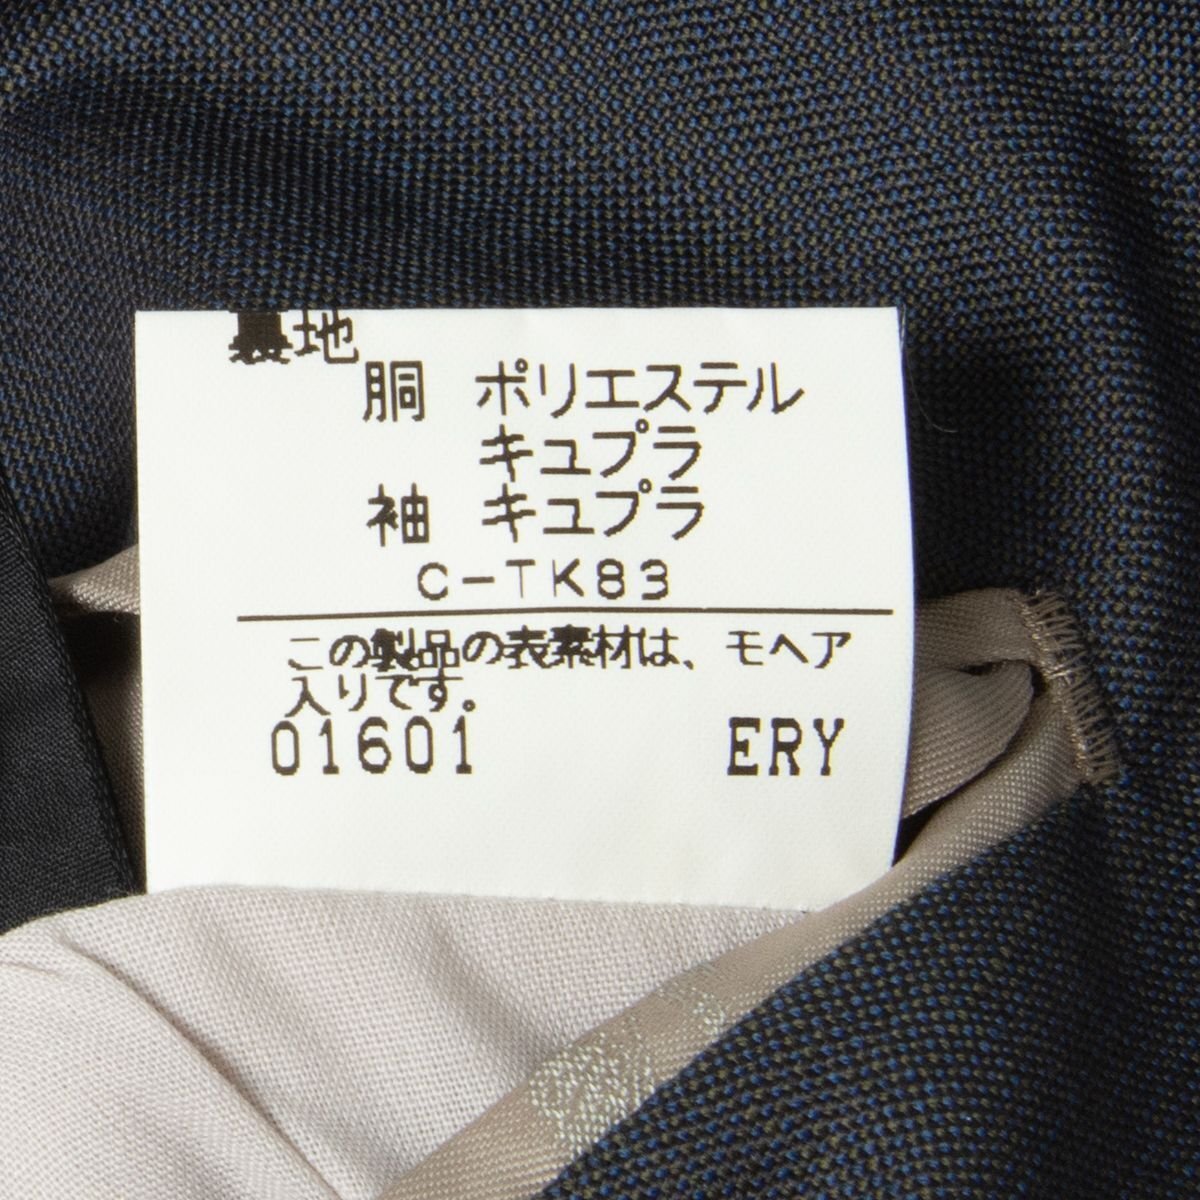 裏地
胴 ポリエステル
キュプラ
袖 キュプラ
C-TK83
この製品の表素材は、モヘア
入りです。
01601 ERY